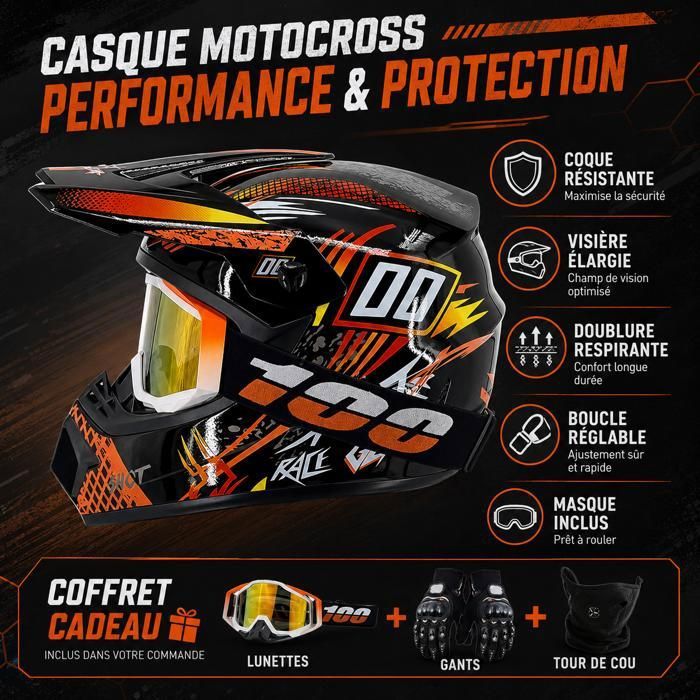 CASQUE MOTOCROSS
PERFORMANCE & PROTECTION
COQUE
RÉSISTANTE
Maximise la sécurité
VISIÈRE
ÉLARGIE
Champ de vision
optimisé
DOUBLURE
RESPIRANTE
Confort longue
durée
BOUCLE
RÉGLABLE
Ajustement sûr
et rapide
MASQUE
INCLUS
Prêt à rouler
00
00
100
RACE
SHOT
COFFRET
CADEAU
INCLUS DANS VOTRE COMMANDE
100
+
+
LUNETTES
GANTS
TOUR DE COU